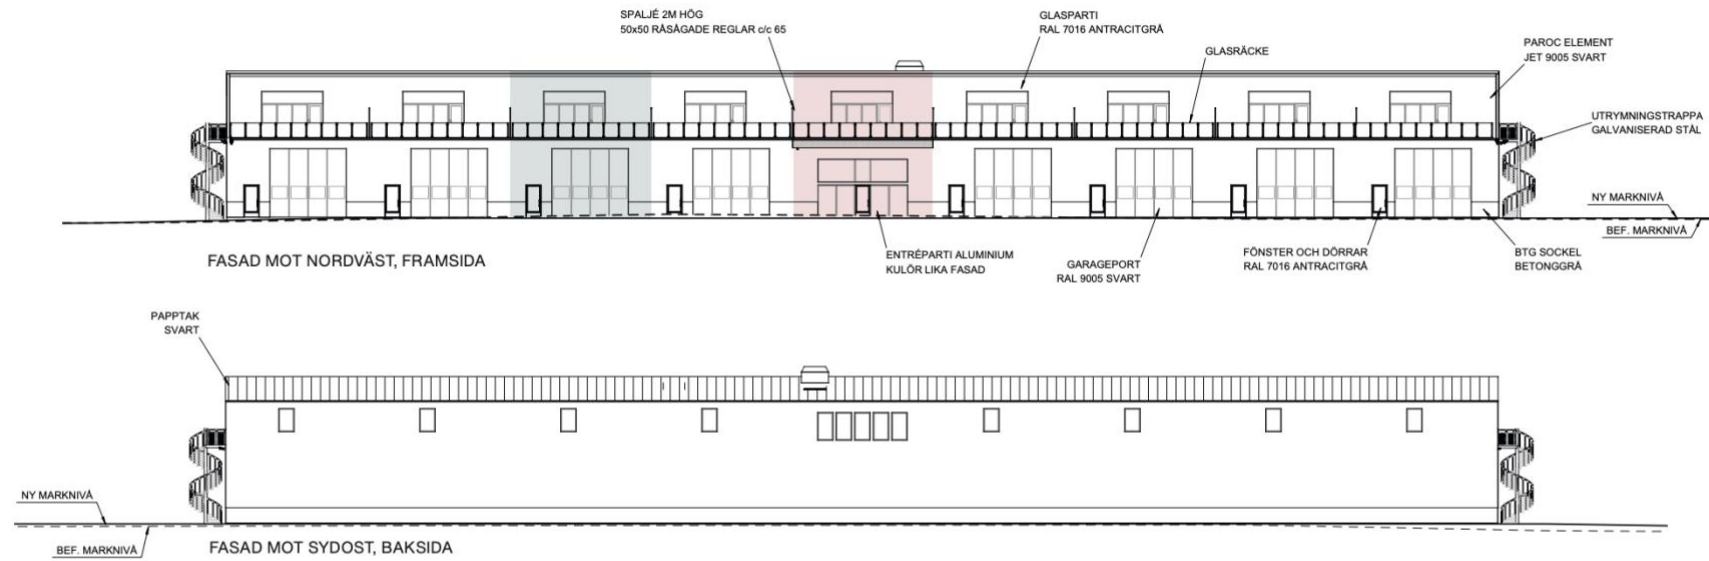 SPALJÉ 2M HÖG
50x50 RÅSÅGADE REGLAR c/c 65
GLASPARTI
RAL 7016 ANTRACITGRÅ
GLASRÄCKE
PAROC ELEMENT
JET 9005 SVART
UTRYMNINGSTRAPPA
GALVANISERAD STÅL
NY MARKNIVÅ
BEF. MARKNIVÅ
FASAD MOT NORDVÄST, FRAMSIDA
ENTRÉPARTI ALUMINIUM
KULÖR LIKA FASAD
GARAGEPORT
RAL 9005 SVART
FÖNSTER OCH DÖRRAR
RAL 7016 ANTRACITGRÅ
BTG SOCKEL
BETONGGRÅ
PAPPTAK
SVART
NY MARKNIVÅ
BEF. MARKNIVÅ
FASAD MOT SYDOST, BAKSIDA